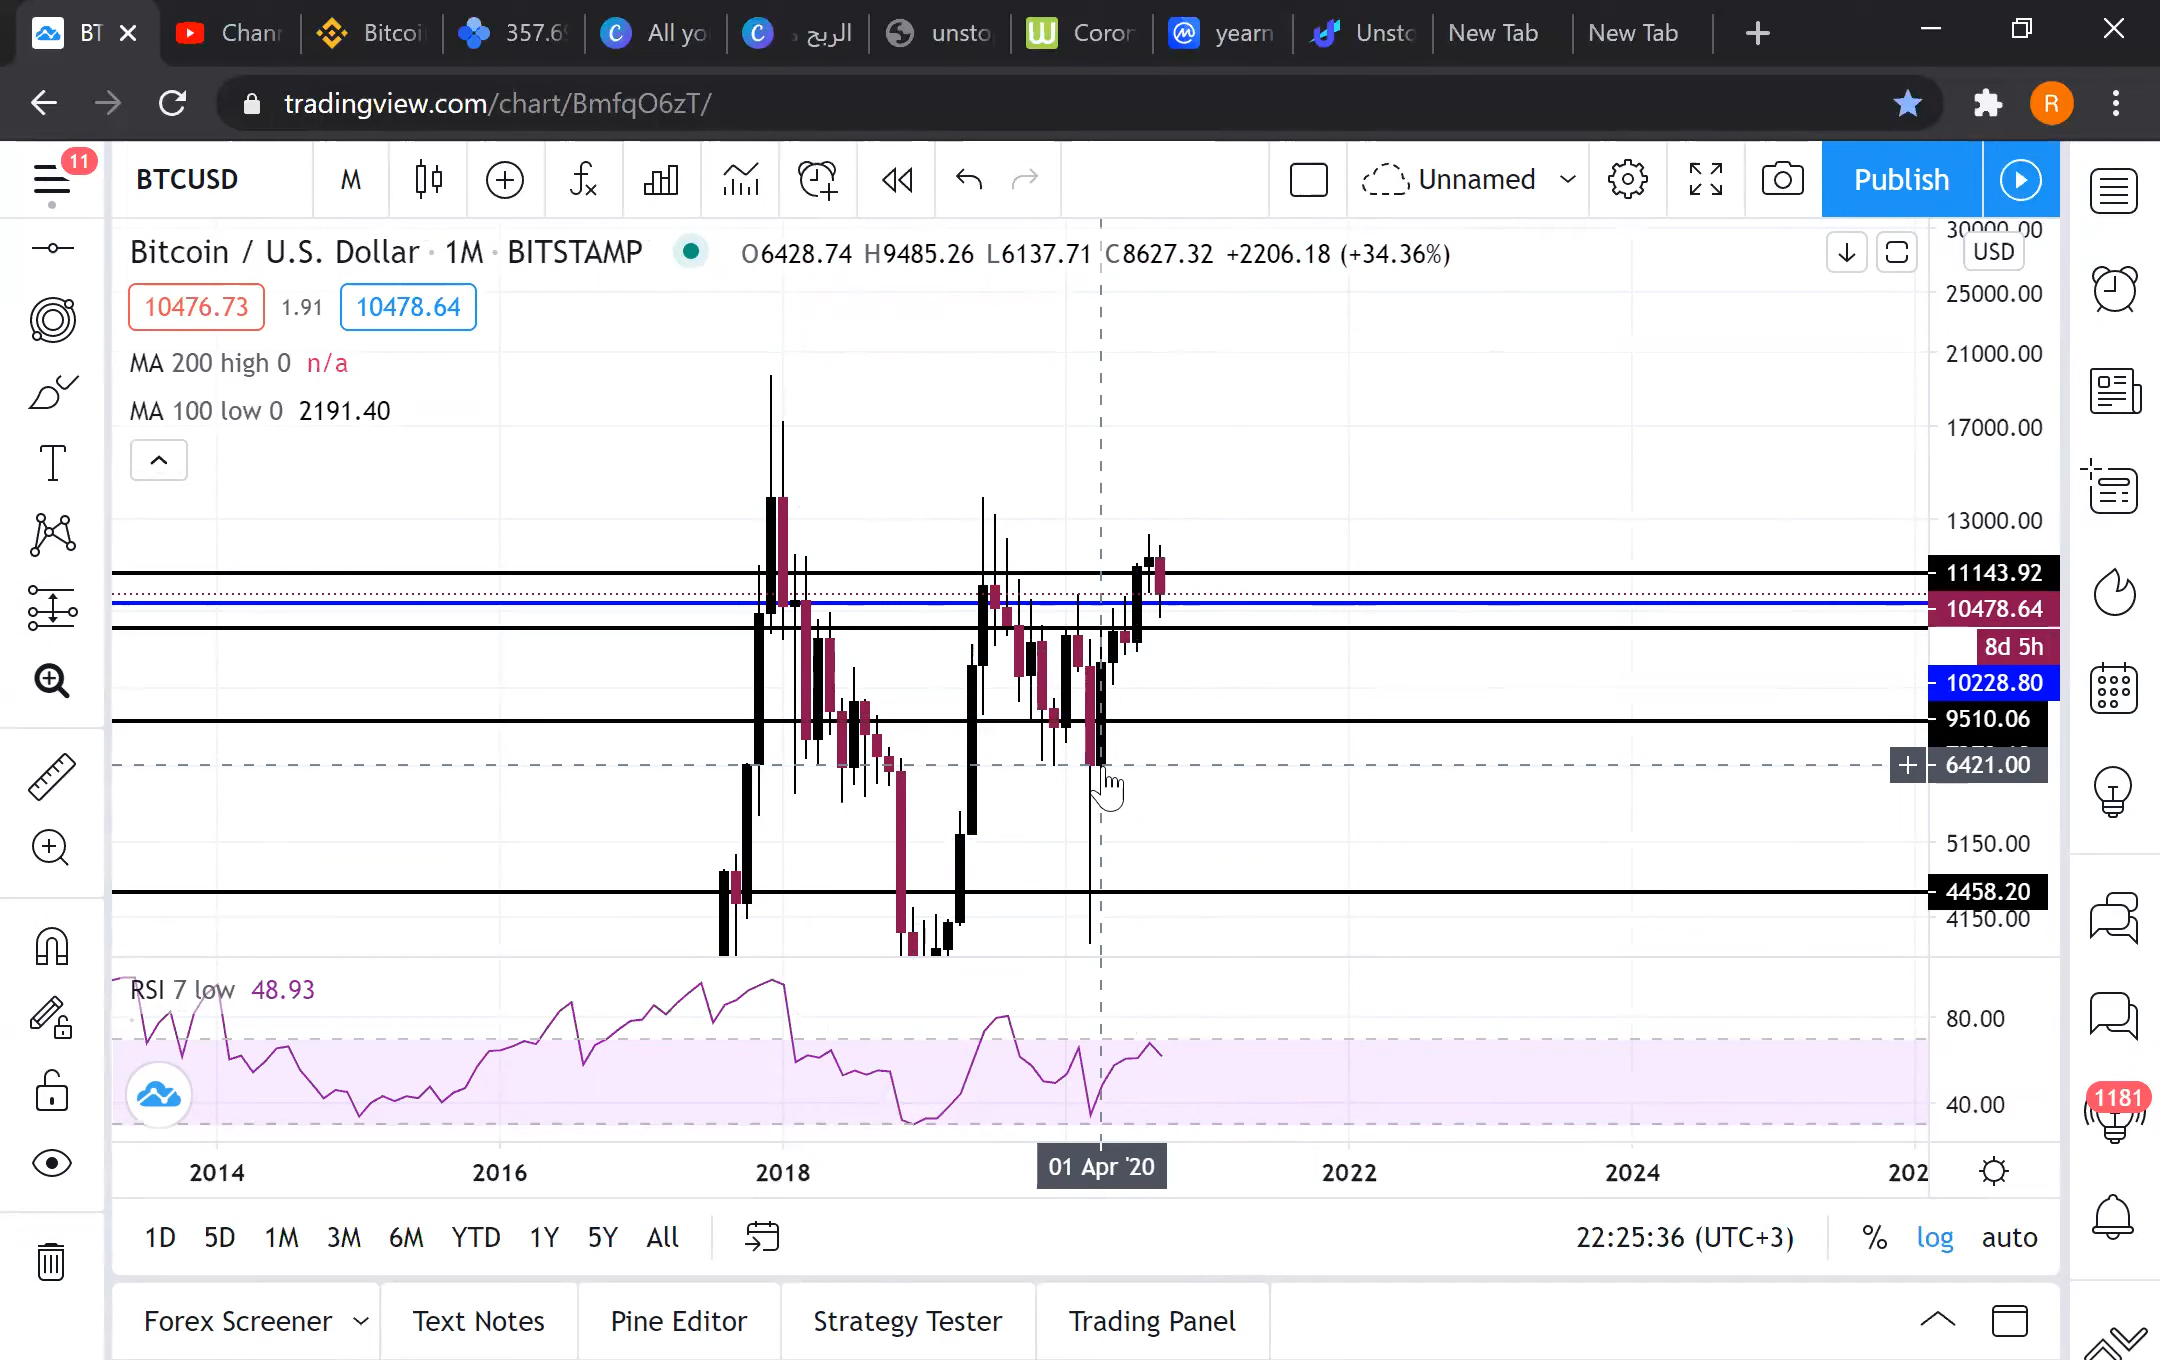 BT Chan Bitcoi 357.69 All yo الربح unsto Coron yearn Unsto New Tab New Tab
tradingview.com/chart/BmfqO6zT/ R
11
BTCUSD M Unnamed Publish
Bitcoin / U.S. Dollar · 1M · BITSTAMP O6428.74 H9485.26 L6137.71 C8627.32 +2206.18 (+34.36%)
10476.73 1.91 10478.64
MA 200 high 0 n/a
MA 100 low 0 2191.40
30000.00
USD
25000.00
21000.00
17000.00
13000.00
11143.92
10478.64
8d 5h
10228.80
9510.06
6421.00
5150.00
4458.20
4150.00
RSI 7 low 48.93
80.00
40.00
1181
2014 2016 2018 01 Apr '20 2022 2024 202
1D 5D 1M 3M 6M YTD 1Y 5Y All 22:25:36 (UTC+3) % log auto
Forex Screener Text Notes Pine Editor Strategy Tester Trading Panel